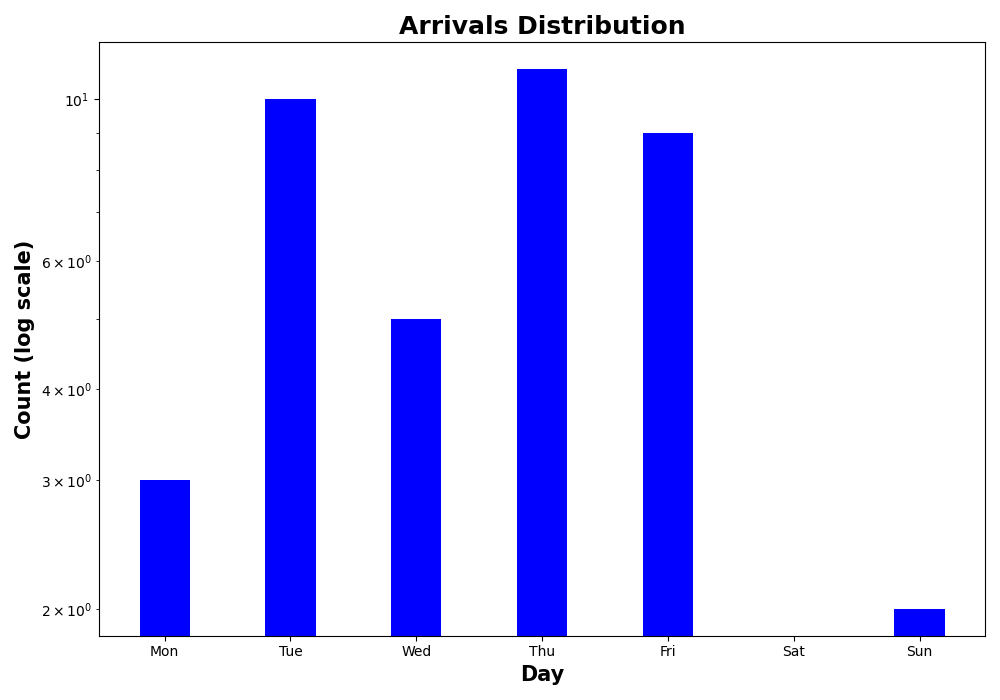 Arrivals Distribution
Count (log scale)
10¹
6 × 10⁰
4 × 10⁰
3 × 10⁰
2 × 10⁰
Mon Tue Wed Thu Fri Sat Sun
Day